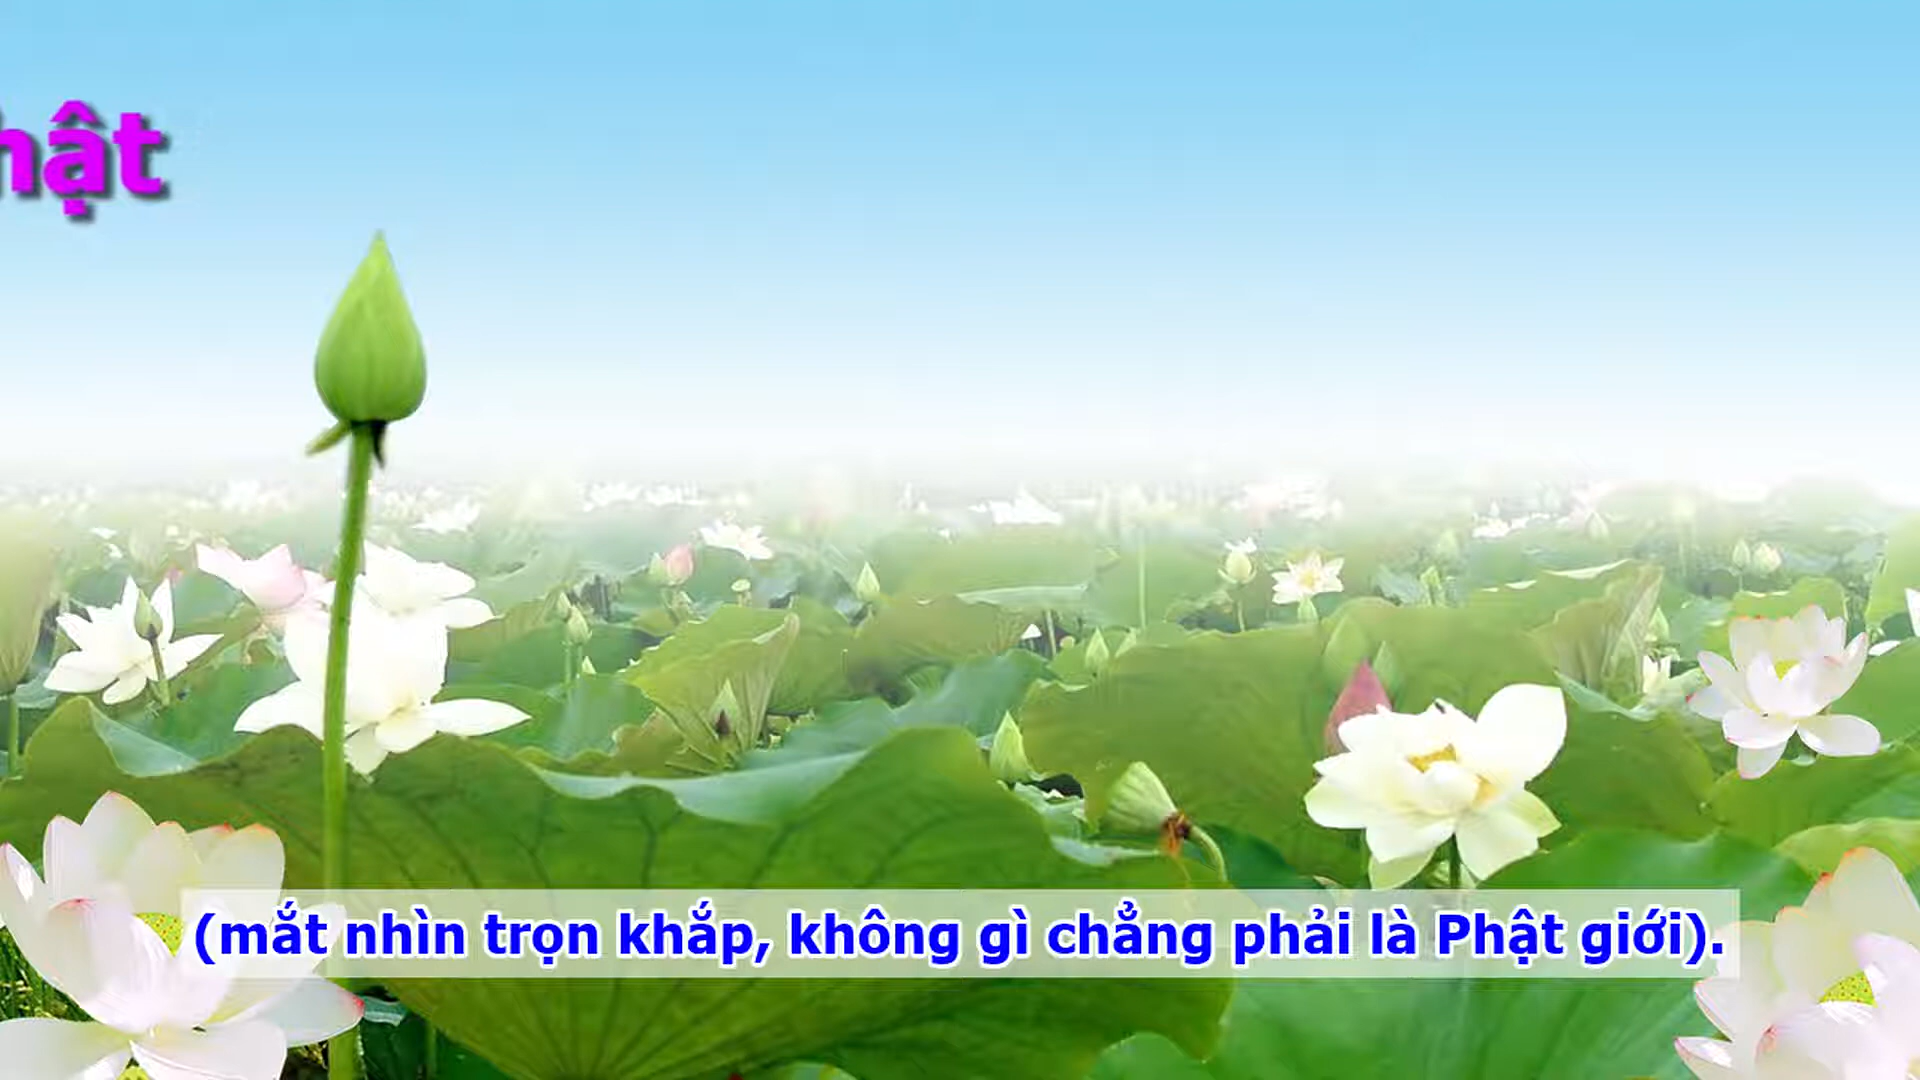 hật
(mắt nhìn trọn khắp, không gì chẳng phải là Phật giới).